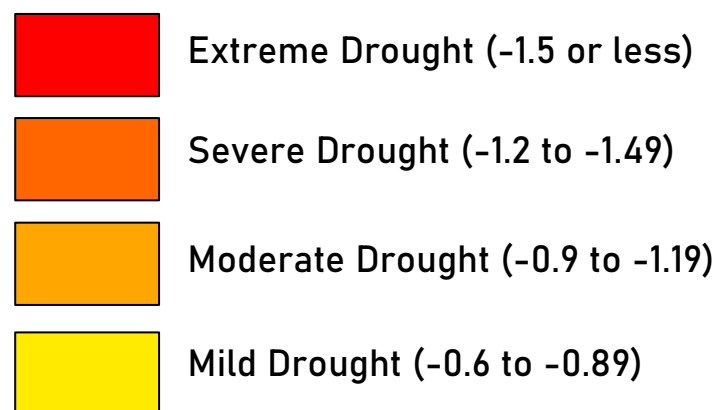 Extreme Drought (-1.5 or less)
Severe Drought (-1.2 to -1.49)
Moderate Drought (-0.9 to -1.19)
Mild Drought (-0.6 to -0.89)